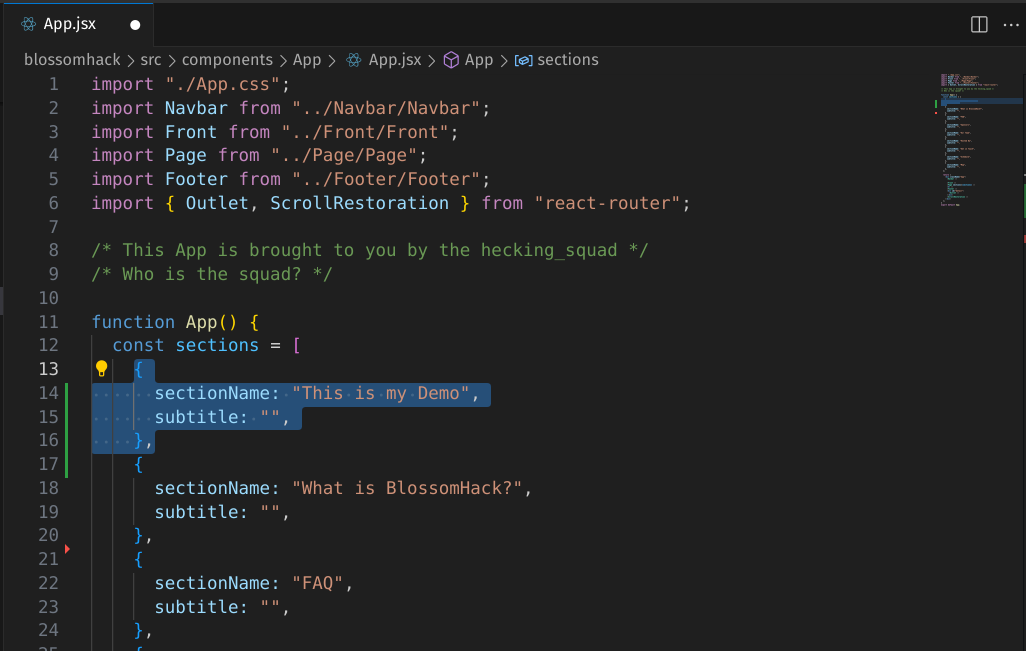 App.jsx
blossomhack > src > components > App > App.jsx > App > sections
1 import "./App.css";
2 import Navbar from "../Navbar/Navbar";
3 import Front from "../Front/Front";
4 import Page from "../Page/Page";
5 import Footer from "../Footer/Footer";
6 import { Outlet, ScrollRestoration } from "react-router";
7
8 /* This App is brought to you by the hecking_squad */
9 /* Who is the squad? */
10
11 function App() {
12 const sections = [
13 {
14 sectionName: "This is my Demo",
15 subtitle: "",
16 },
17 {
18 sectionName: "What is BlossomHack?",
19 subtitle: "",
20 },
21 {
22 sectionName: "FAQ",
23 subtitle: "",
24 },